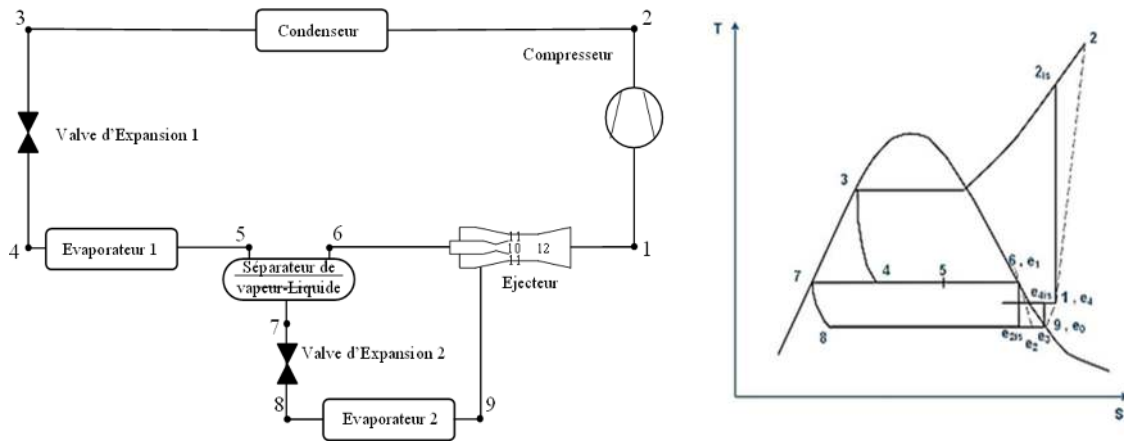 3
Condenseur
2
Compresseur
Valve d'Expansion 1
4
Evaporateur 1
5
6
11
10 12
11
1
Séparateur de
vapeur-Liquide
Ejecteur
7
Valve d'Expansion 2
8
Evaporateur 2
9
T
2
2is
3
6 , e1
7
4
5
e4is
1 , e4
8
9 , e0
e2is
e2
e3
S